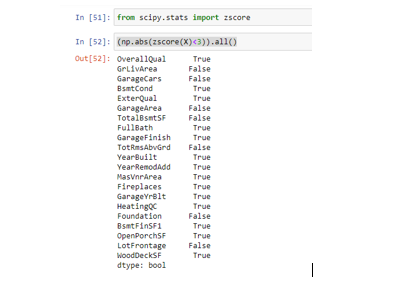 In [51]: from scipy.stats import zscore
In [52]: (np.abs(zscore(X)<3)).all()
Out[52]: OverallQual True
GrLivArea False
GarageCars False
BsmtCond True
ExterQual True
GarageArea False
TotalBsmtSF False
FullBath True
GarageFinish True
TotRmsAbvGrd False
YearBuilt True
YearRemodAdd True
MasVnrArea True
Fireplaces True
GarageYrBlt True
HeatingQC True
Foundation False
BsmtFinSF1 True
OpenPorchSF True
LotFrontage False
WoodDeckSF True
dtype: bool